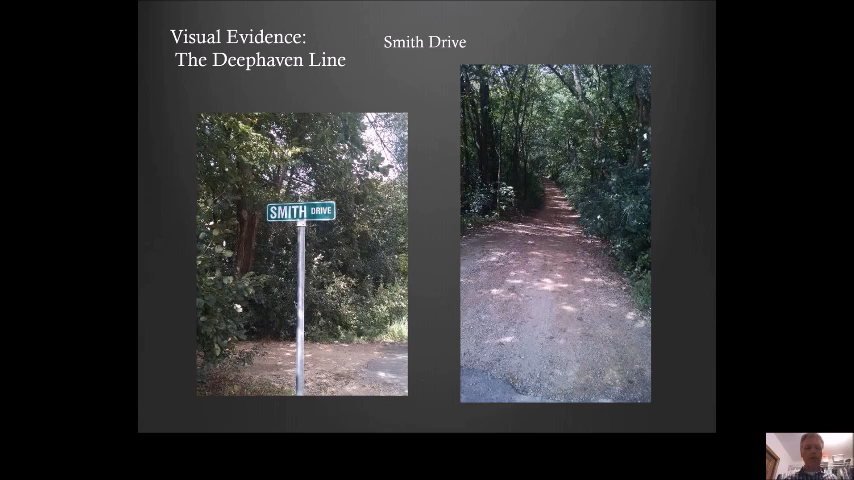 Visual Evidence:
The Deephaven Line
Smith Drive
SMITH DRIVE